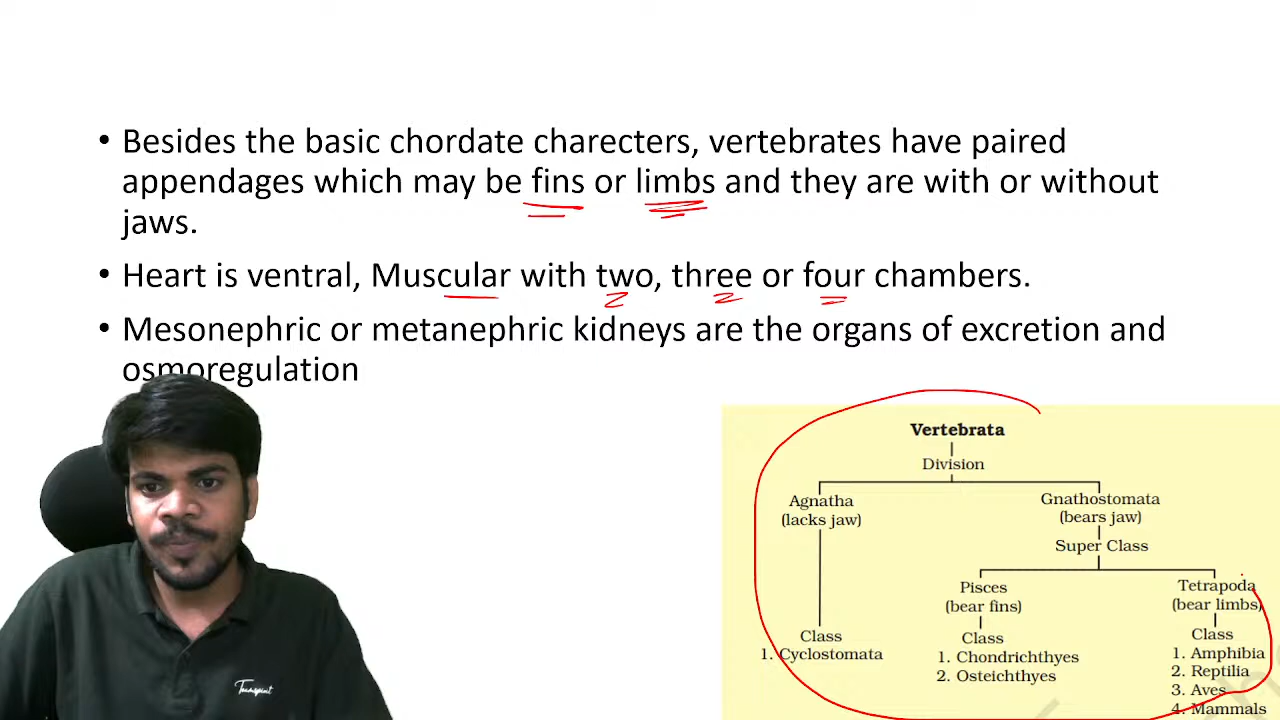 • Besides the basic chordate charecters, vertebrates have paired
appendages which may be fins or limbs and they are with or without
jaws.
• Heart is ventral, Muscular with two, three or four chambers.
• Mesonephric or metanephric kidneys are the organs of excretion and
osmoregulation
Vertebrata
Division
Agnatha
(lacks jaw)
Gnathostomata
(bears jaw)
Super Class
Pisces
(bear fins)
Tetrapoda
(bear limbs)
Class
1. Cyclostomata
Class
1. Chondrichthyes
2. Osteichthyes
Class
1. Amphibia
2. Reptilia
3. Aves
4. Mammals